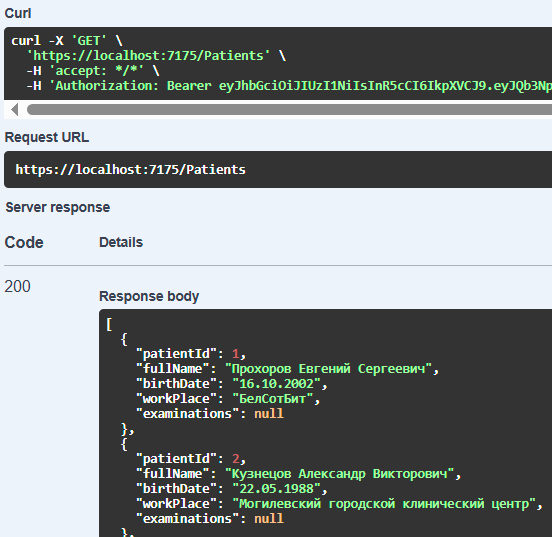 Curl
curl -X 'GET' \
'https://localhost:7175/Patients' \
-H 'accept: */*' \
-H 'Authorization: Bearer eyJhbGciOiJIUzI1NiIsInR5cCI6IkpXVCJ9.eyJQb3Np
Request URL
https://localhost:7175/Patients
Server response
Code Details
200
Response body
[
{
"patientId": 1,
"fullName": "Прохоров Евгений Сергеевич",
"birthDate": "16.10.2002",
"workPlace": "БелСотБит",
"examinations": null
},
{
"patientId": 2,
"fullName": "Кузнецов Александр Викторович",
"birthDate": "22.05.1988",
"workPlace": "Могилевский городской клинический центр",
"examinations": null
},